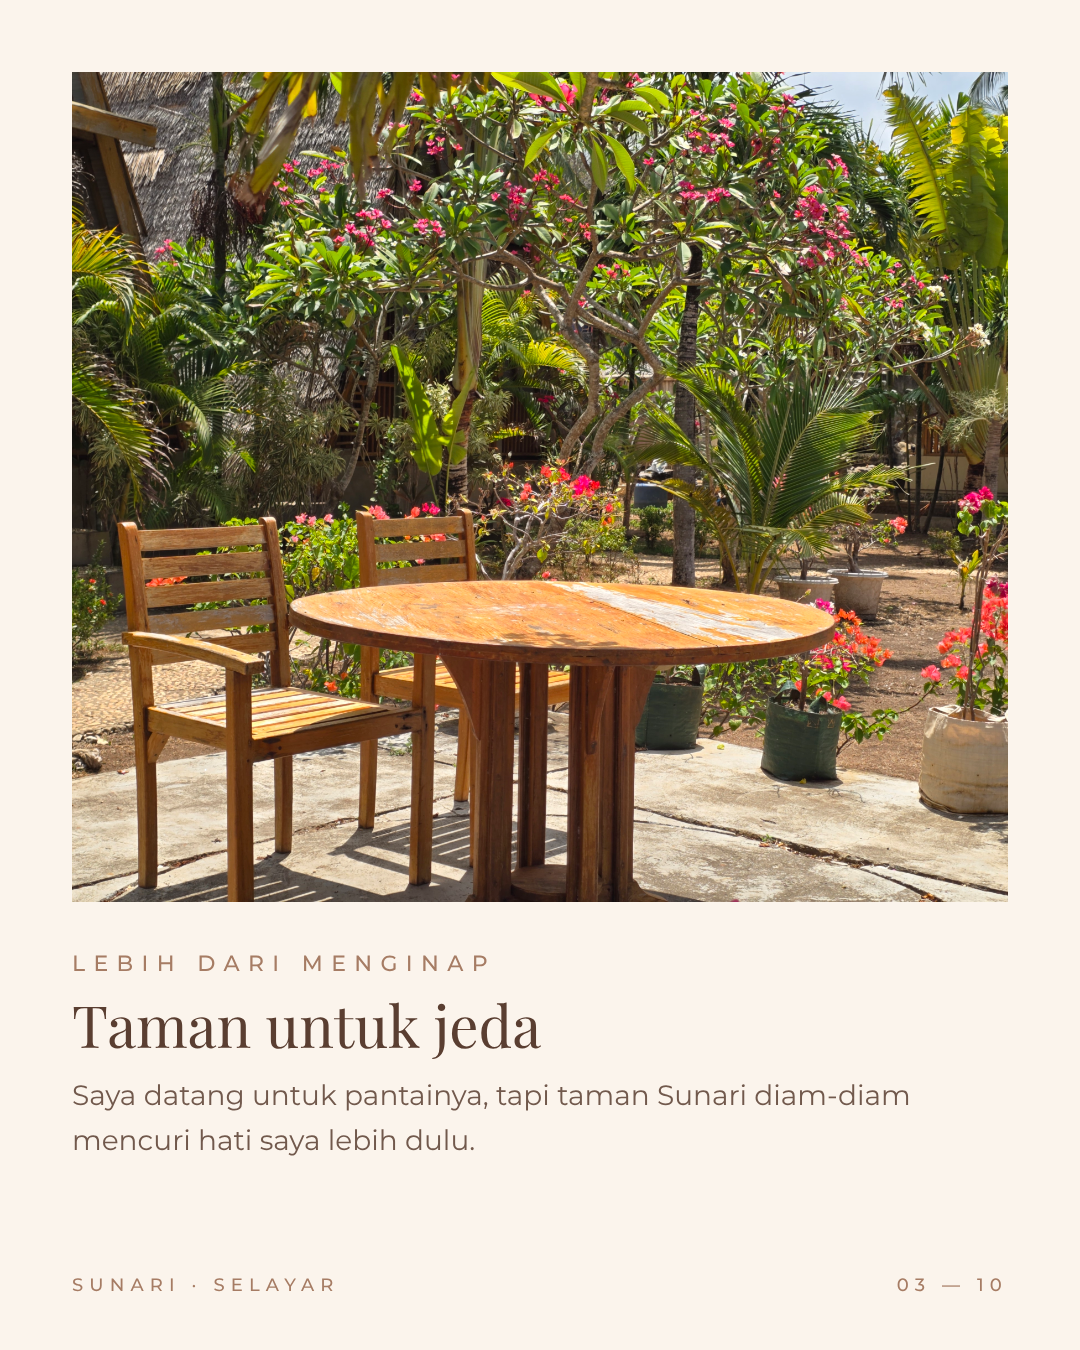 LEBIH DARI MENGINAP
Taman untuk jeda
Saya datang untuk pantainya, tapi taman Sunari diam-diam
mencuri hati saya lebih dulu.
SUNARI · SELAYAR
03 — 10